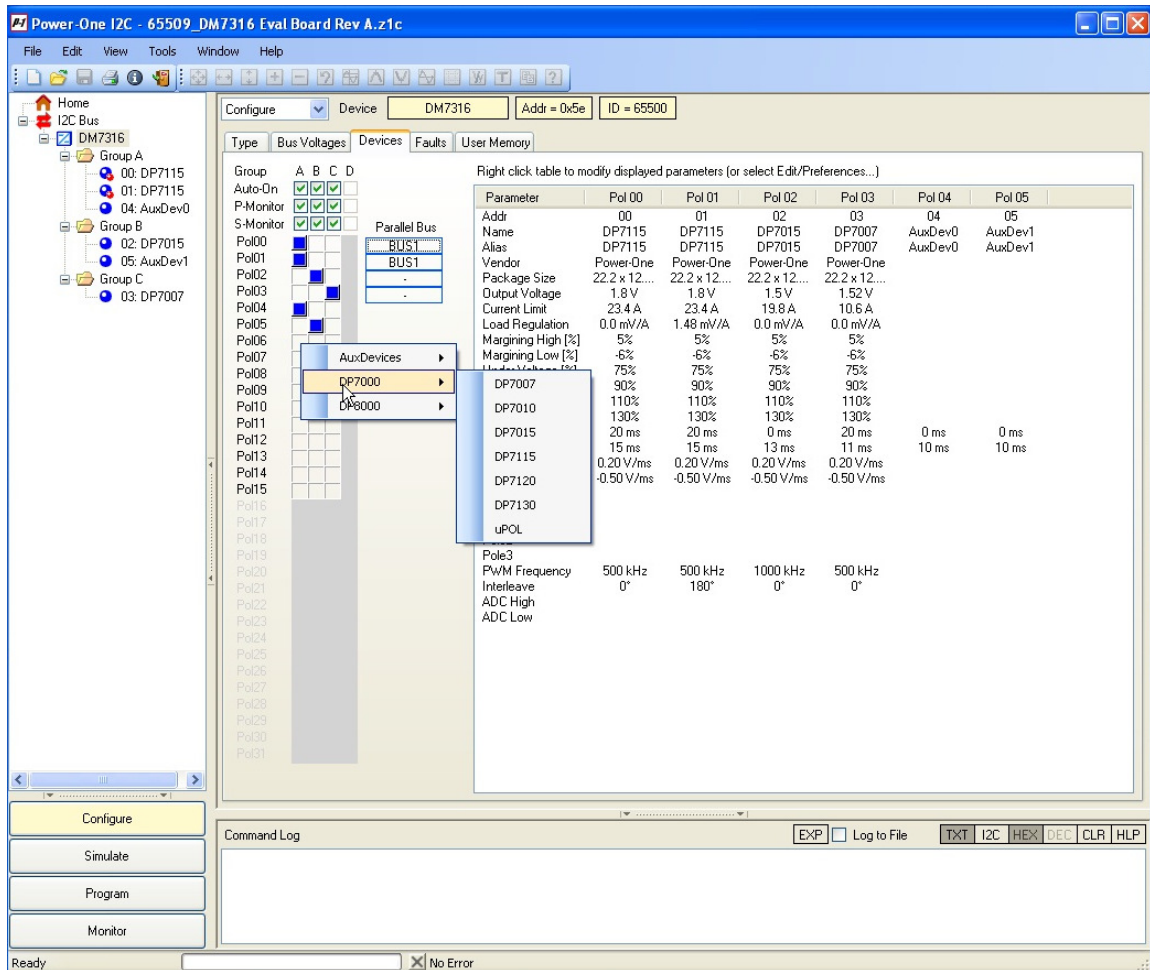 Power-One I2C - 65509_DM7316 Eval Board Rev A.z1c
File Edit View Tools Window Help
Home
I2C Bus
DM7316
Group A
00: DP7115
01: DP7115
04: AuxDev0
Group B
02: DP7015
05: AuxDev1
Group C
03: DP7007
Configure
Simulate
Program
Monitor
Configure Device DM7316 Addr = 0x5e ID = 65500
Type Bus Voltages Devices Faults User Memory
Group A B C D
Auto-On
P-Monitor
S-Monitor
Parallel Bus
Pol00 BUS1
Pol01 BUS1
Pol02 -
Pol03 -
Pol04
Pol05
Pol06
Pol07
Pol08
Pol09
Pol10
Pol11
Pol12
Pol13
Pol14
Pol15
Pol16
Pol17
Pol18
Pol19
Pol20
Pol21
Pol22
Pol23
Pol24
Pol25
Pol26
Pol27
Pol28
Pol29
Pol30
Pol31
AuxDevices
DP7000
DP8000
DP7007
DP7010
DP7015
DP7115
DP7120
DP7130
uPOL
Right click table to modify displayed parameters (or select Edit/Preferences...)
Parameter Pol 00 Pol 01 Pol 02 Pol 03 Pol 04 Pol 05
Addr 00 01 02 03 04 05
Name DP7115 DP7115 DP7015 DP7007 AuxDev0 AuxDev1
Alias DP7115 DP7115 DP7015 DP7007 AuxDev0 AuxDev1
Vendor Power-One Power-One Power-One Power-One
Package Size 22.2 x 12.... 22.2 x 12.... 22.2 x 12.... 22.2 x 12....
Output Voltage 1.8 V 1.8 V 1.5 V 1.52 V
Current Limit 23.4 A 23.4 A 19.8 A 10.6 A
Load Regulation 0.0 mV/A 1.48 mV/A 0.0 mV/A 0.0 mV/A
Margining High [%] 5% 5% 5% 5%
Margining Low [%] -6% -6% -6% -6%
Under Voltage [%] 75% 75% 75% 75%
90% 90% 90% 90%
110% 110% 110% 110%
130% 130% 130% 130%
20 ms 20 ms 0 ms 20 ms 0 ms 0 ms
15 ms 15 ms 13 ms 11 ms 10 ms 10 ms
0.20 V/ms 0.20 V/ms 0.20 V/ms 0.20 V/ms
-0.50 V/ms -0.50 V/ms -0.50 V/ms -0.50 V/ms
Pole3
PWM Frequency 500 kHz 500 kHz 1000 kHz 500 kHz
Interleave 0° 180° 0° 0°
ADC High
ADC Low
Command Log EXP Log to File TXT I2C HEX DEC CLR HLP
Ready No Error